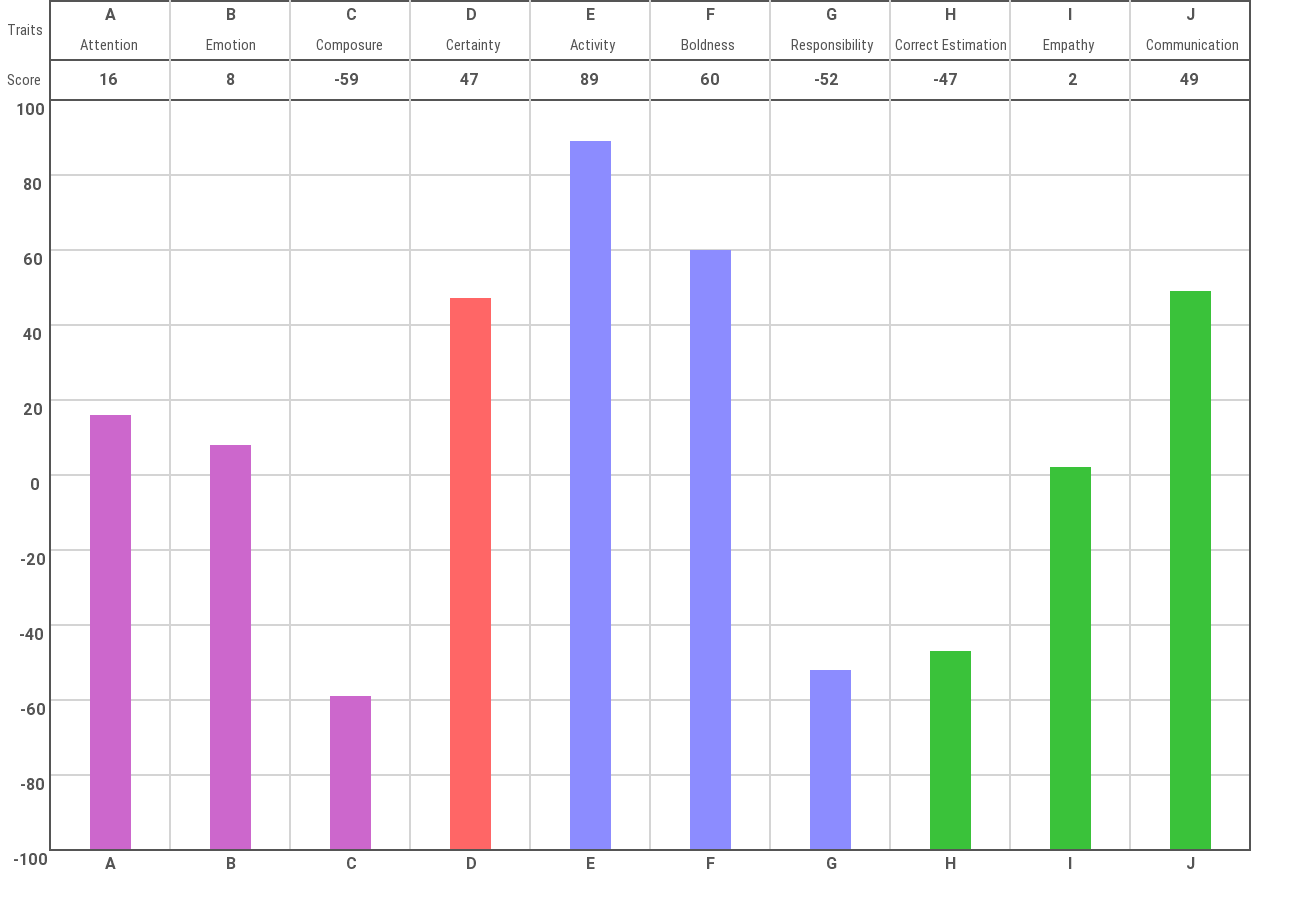 A B C D E F G H I J
Traits
Attention Emotion Composure Certainty Activity Boldness Responsibility Correct Estimation Empathy Communication
Score 16 8 -59 47 89 60 -52 -47 2 49
100
80
60
40
20
0
-20
-40
-60
-80
-100
A B C D E F G H I J